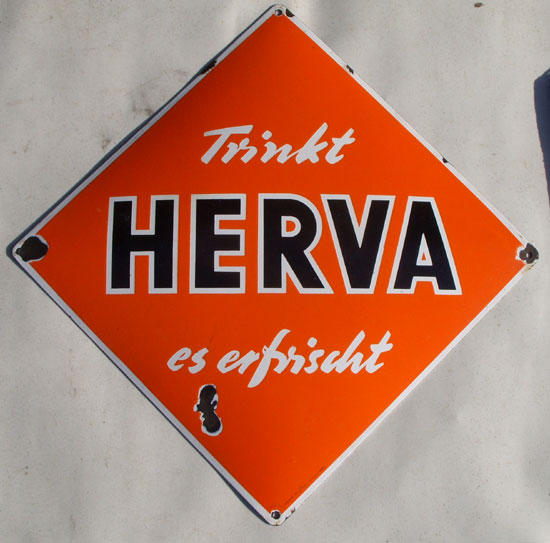 Trinkt
HERVA
es erfrischt